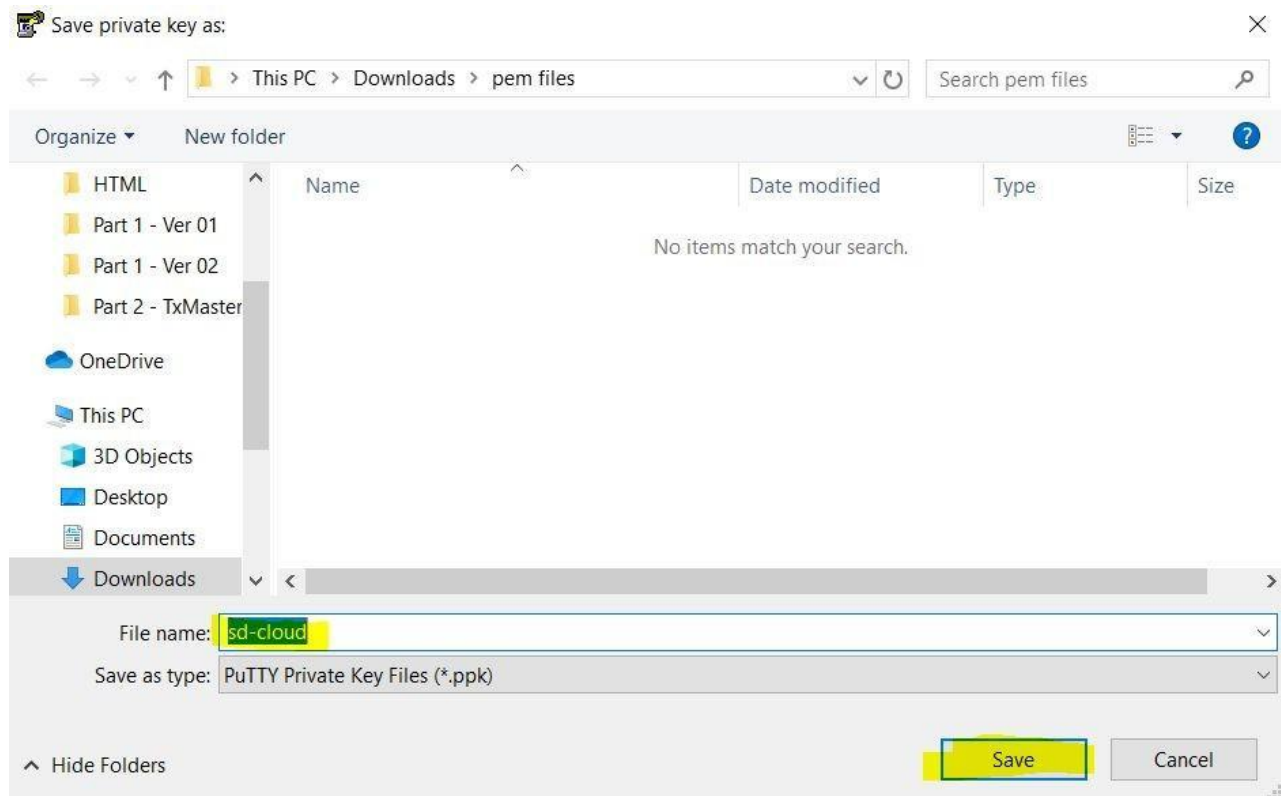 Save private key as:
This PC > Downloads > pem files
Search pem files
Organize
New folder
?
HTML
Part 1 - Ver 01
Part 1 - Ver 02
Part 2 - TxMaster
OneDrive
This PC
3D Objects
Desktop
Documents
Downloads
Name
Date modified
Type
Size
No items match your search.
File name: sd-cloud
Save as type: PuTTY Private Key Files (*.ppk)
Hide Folders
Save
Cancel